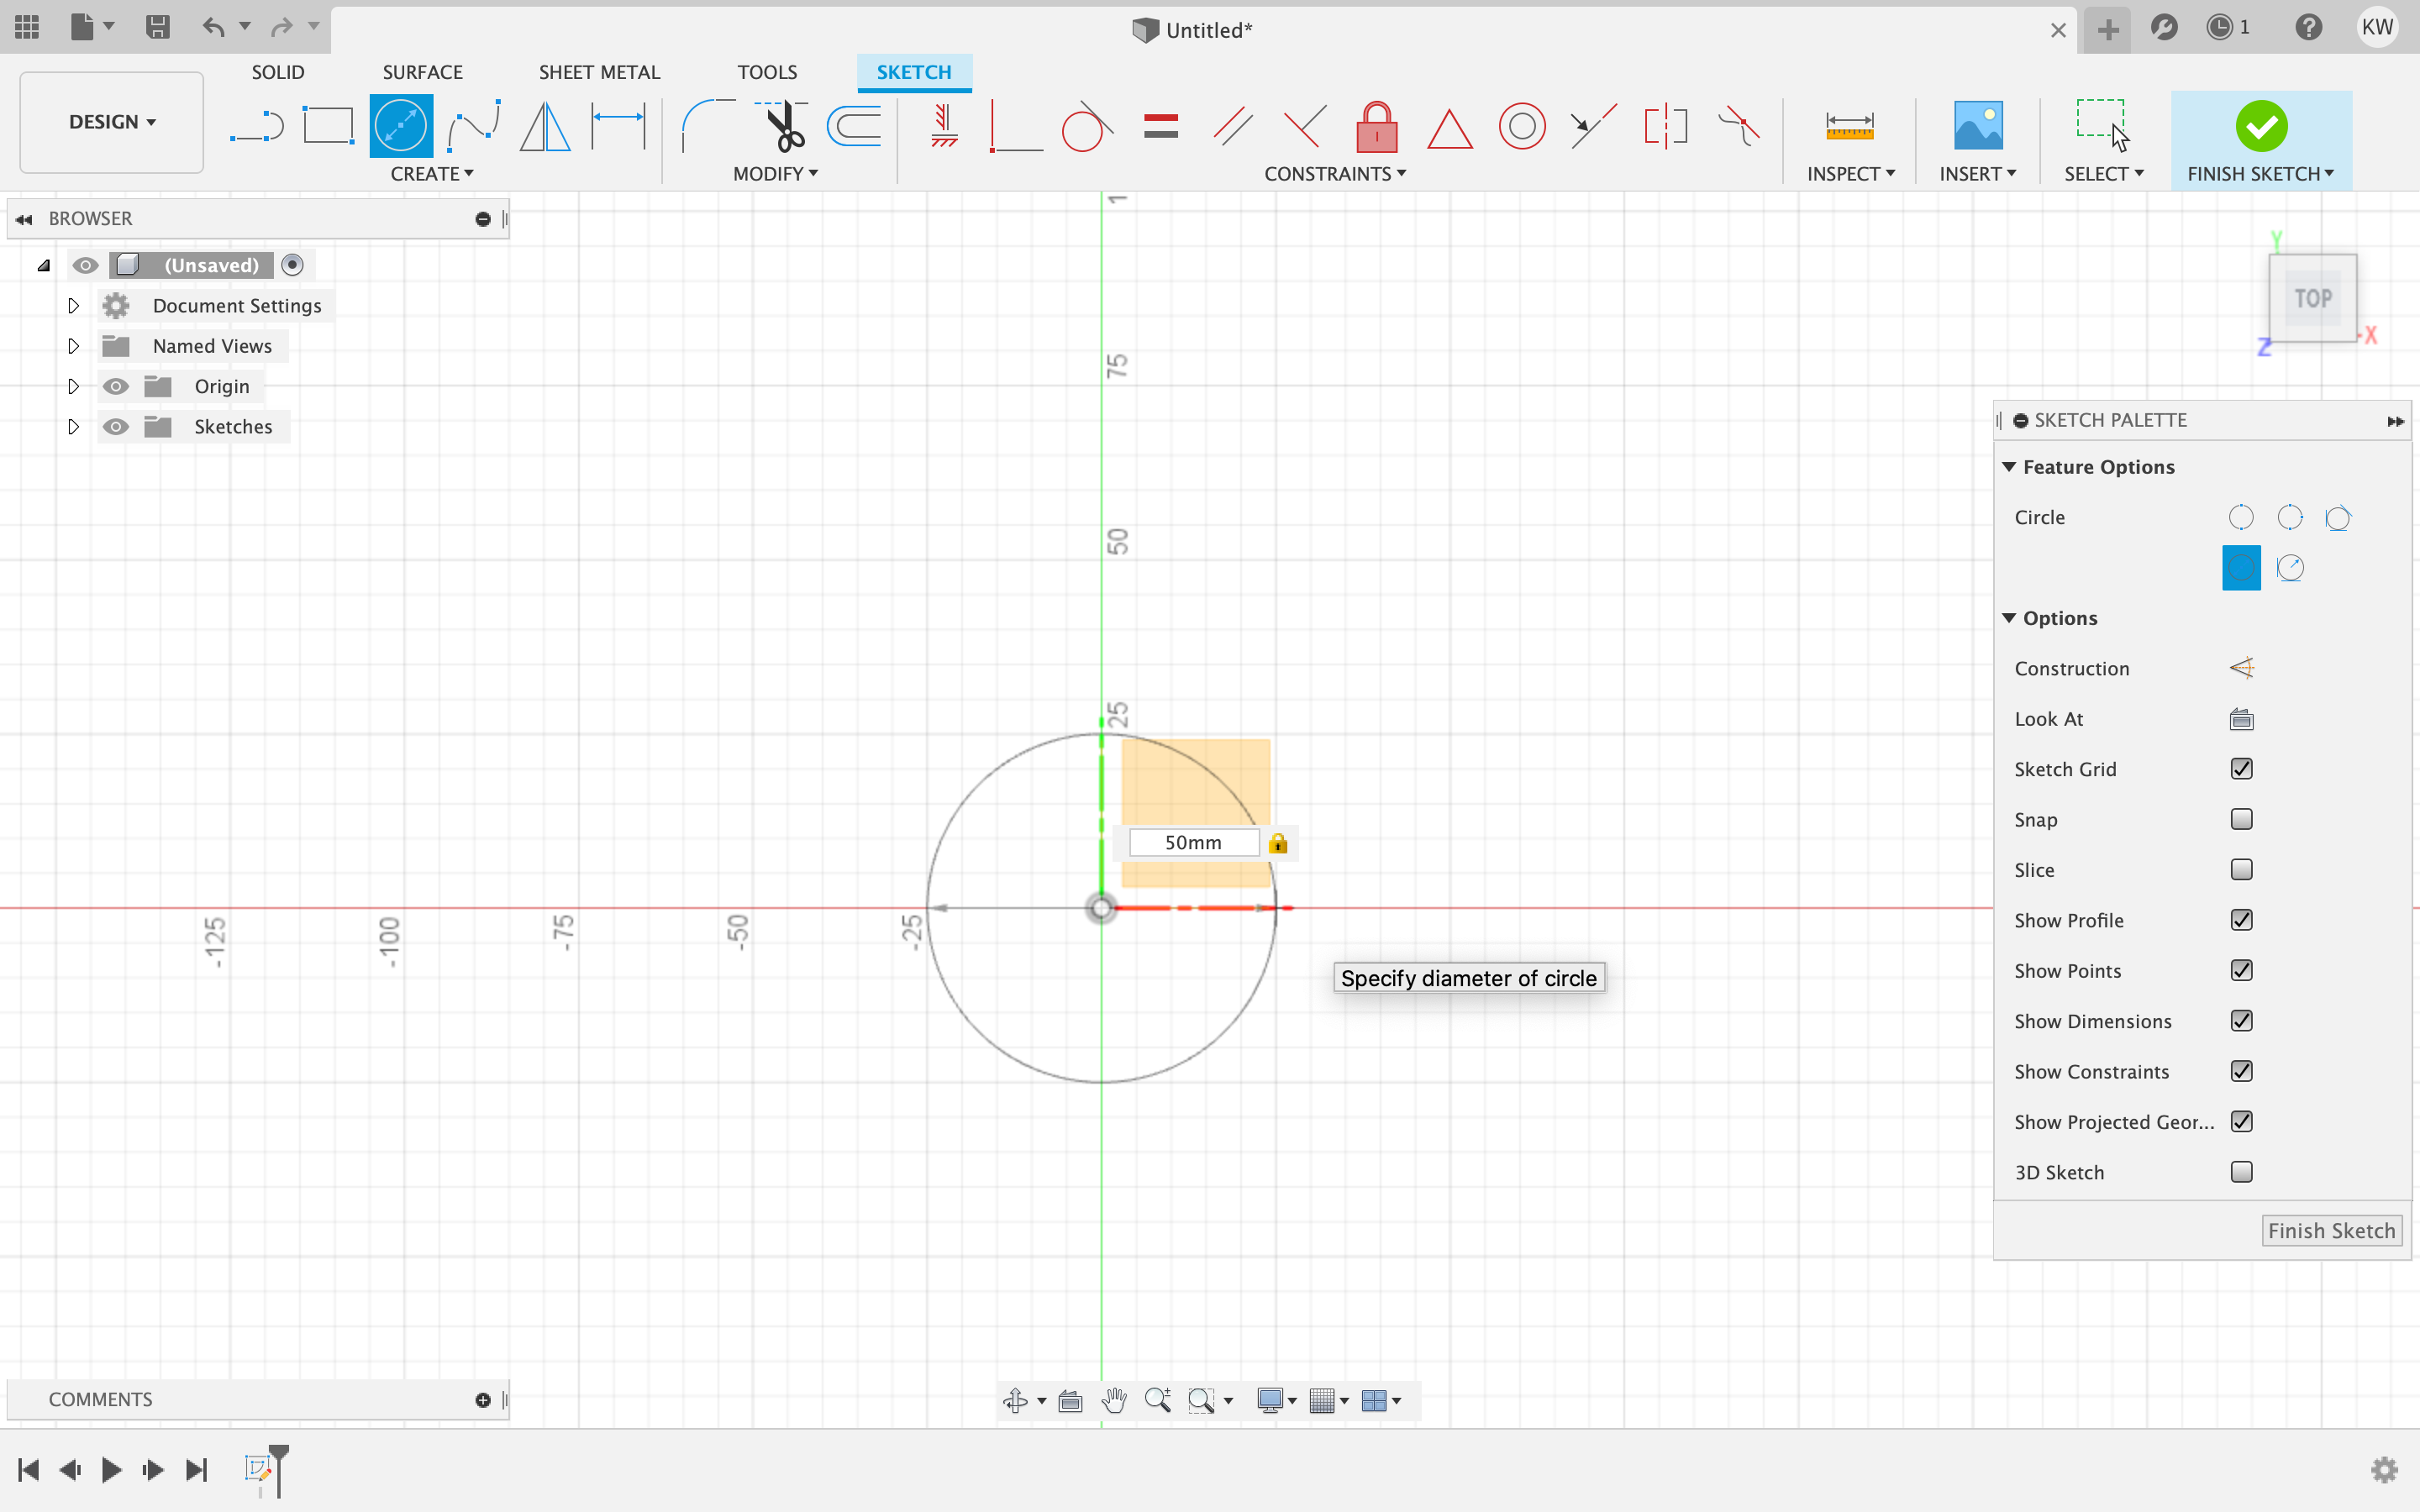 Untitled*
1
KW
SOLID
SURFACE
SHEET METAL
TOOLS
SKETCH
DESIGN
CREATE
MODIFY
CONSTRAINTS
INSPECT
INSERT
SELECT
FINISH SKETCH
BROWSER
(Unsaved)
Document Settings
Named Views
Origin
Sketches
1
75
50
25
Y
TOP
X
Z
SKETCH PALETTE
Feature Options
Circle
Options
Construction
Look At
Sketch Grid
Snap
Slice
Show Profile
Show Points
Show Dimensions
Show Constraints
Show Projected Geor...
3D Sketch
Finish Sketch
50mm
-125
-100
-75
-50
-25
Specify diameter of circle
COMMENTS